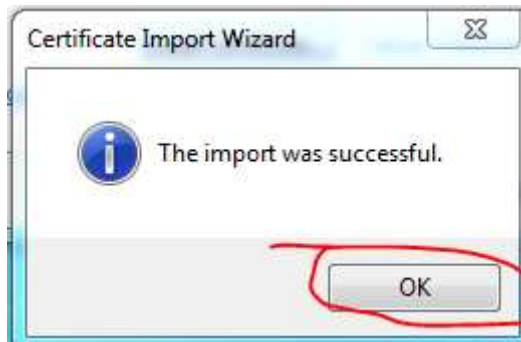 Certificate Import Wizard
The import was successful.
OK